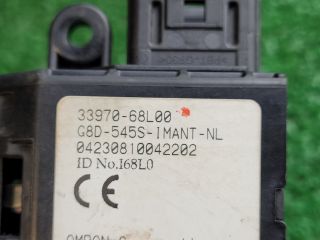 33970-68L00
G8D-545S-IMANT-NL
04230810042202
ID No.I68L0
CE